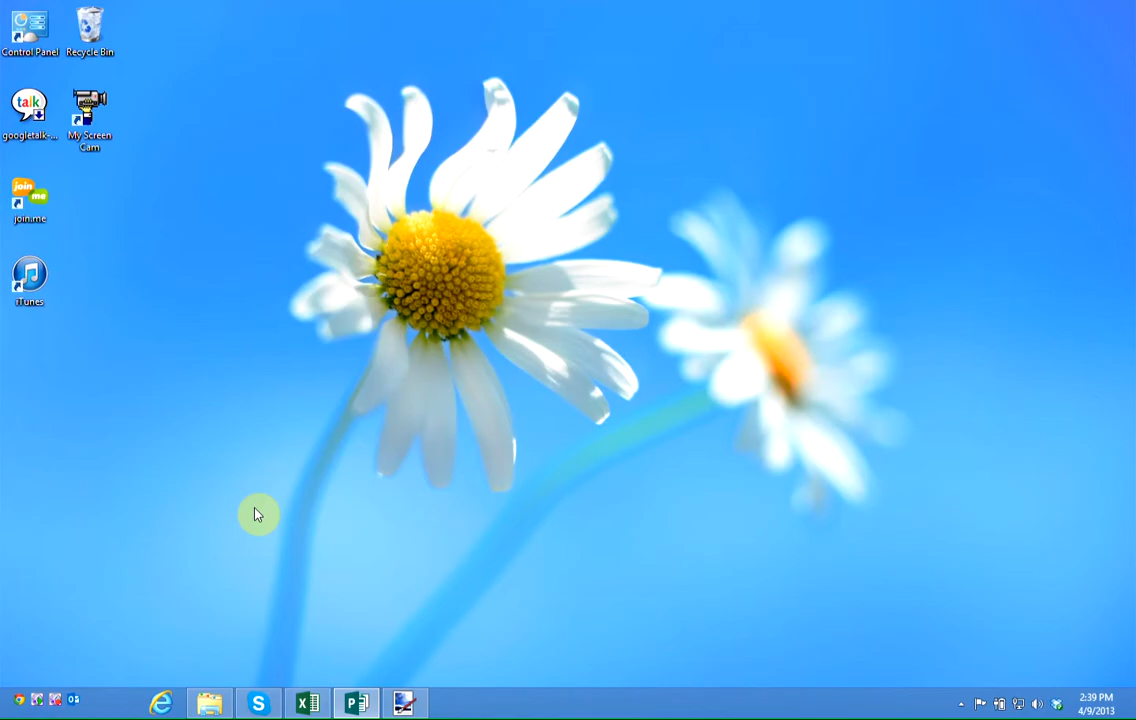 Control Panel
Recycle Bin
talk
googletalk-...
My Screen
Cam
join
me
join.me
iTunes
2:39 PM
4/9/2013